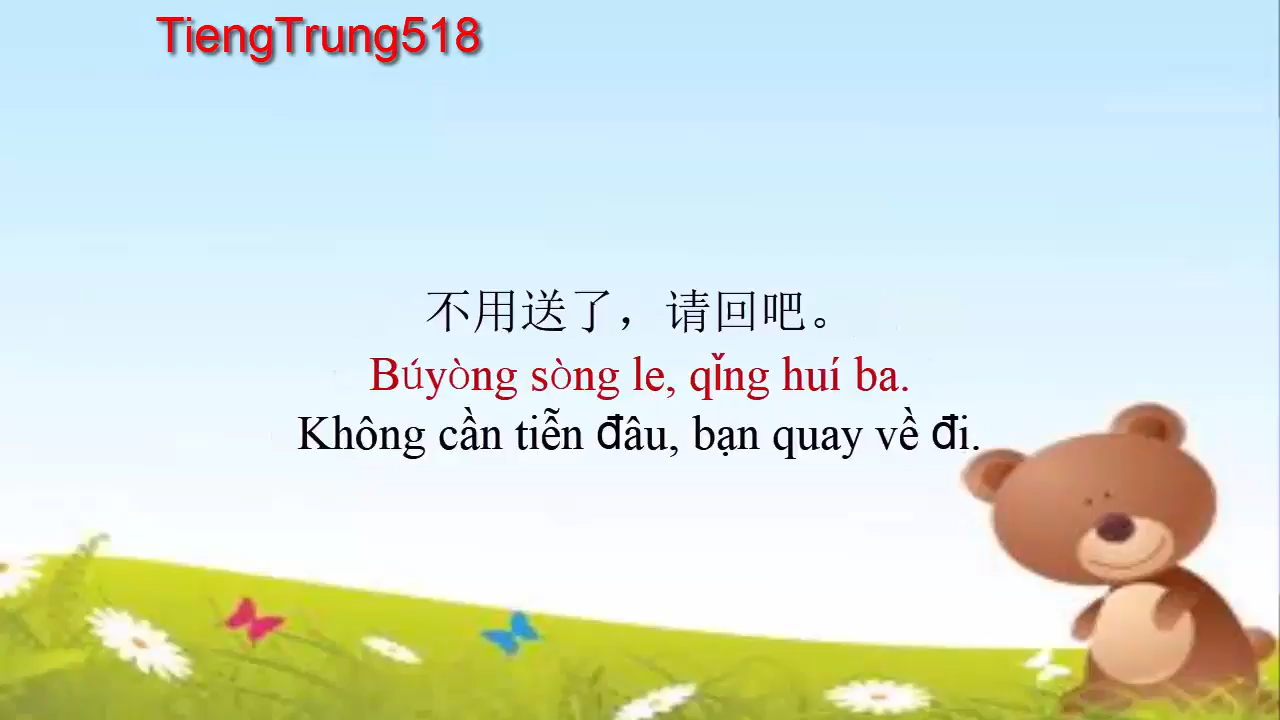 TiengTrung518
不用送了，请回吧。
Búyòng sòng le, qǐng huí ba.
Không cần tiễn đâu, bạn quay về đi.